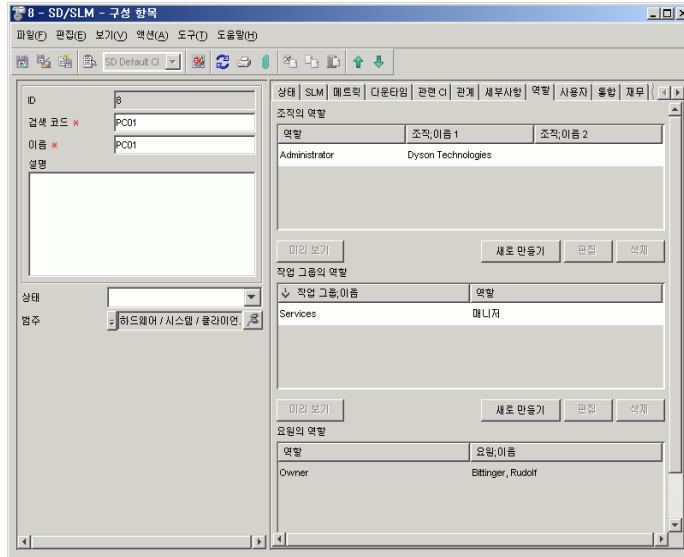 8 – SD/SLM – 구성 항목
파일(F) 편집(E) 보기(V) 액션(A) 도구(T) 도움말(H)
SD Default CI
ID
8
검색 코드 *
PC01
이름 *
PC01
설명
상태
범주
하드웨어 / 시스템 / 클라이언.
상태 SLM 메트릭 다운타임 관련 CI 관계 세부사항 역할 사용자 통합 재무
조직의 역할
역할 조직;이름 1 조직;이름 2
Administrator Dyson Technologies
미리 보기 새로 만들기 편집 삭제
작업 그룹의 역할
작업 그룹;이름 역할
Services 매니저
미리 보기 새로 만들기 편집 삭제
요원의 역할
역할 요원;이름
Owner Bittinger, Rudolf